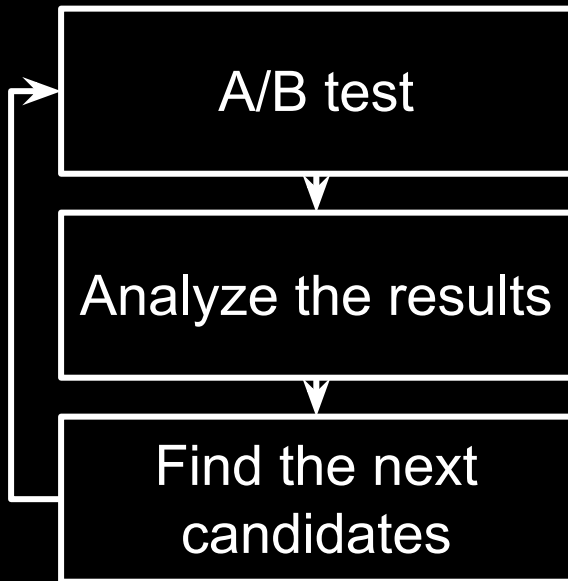 A/B test
Analyze the results
Find the next
candidates